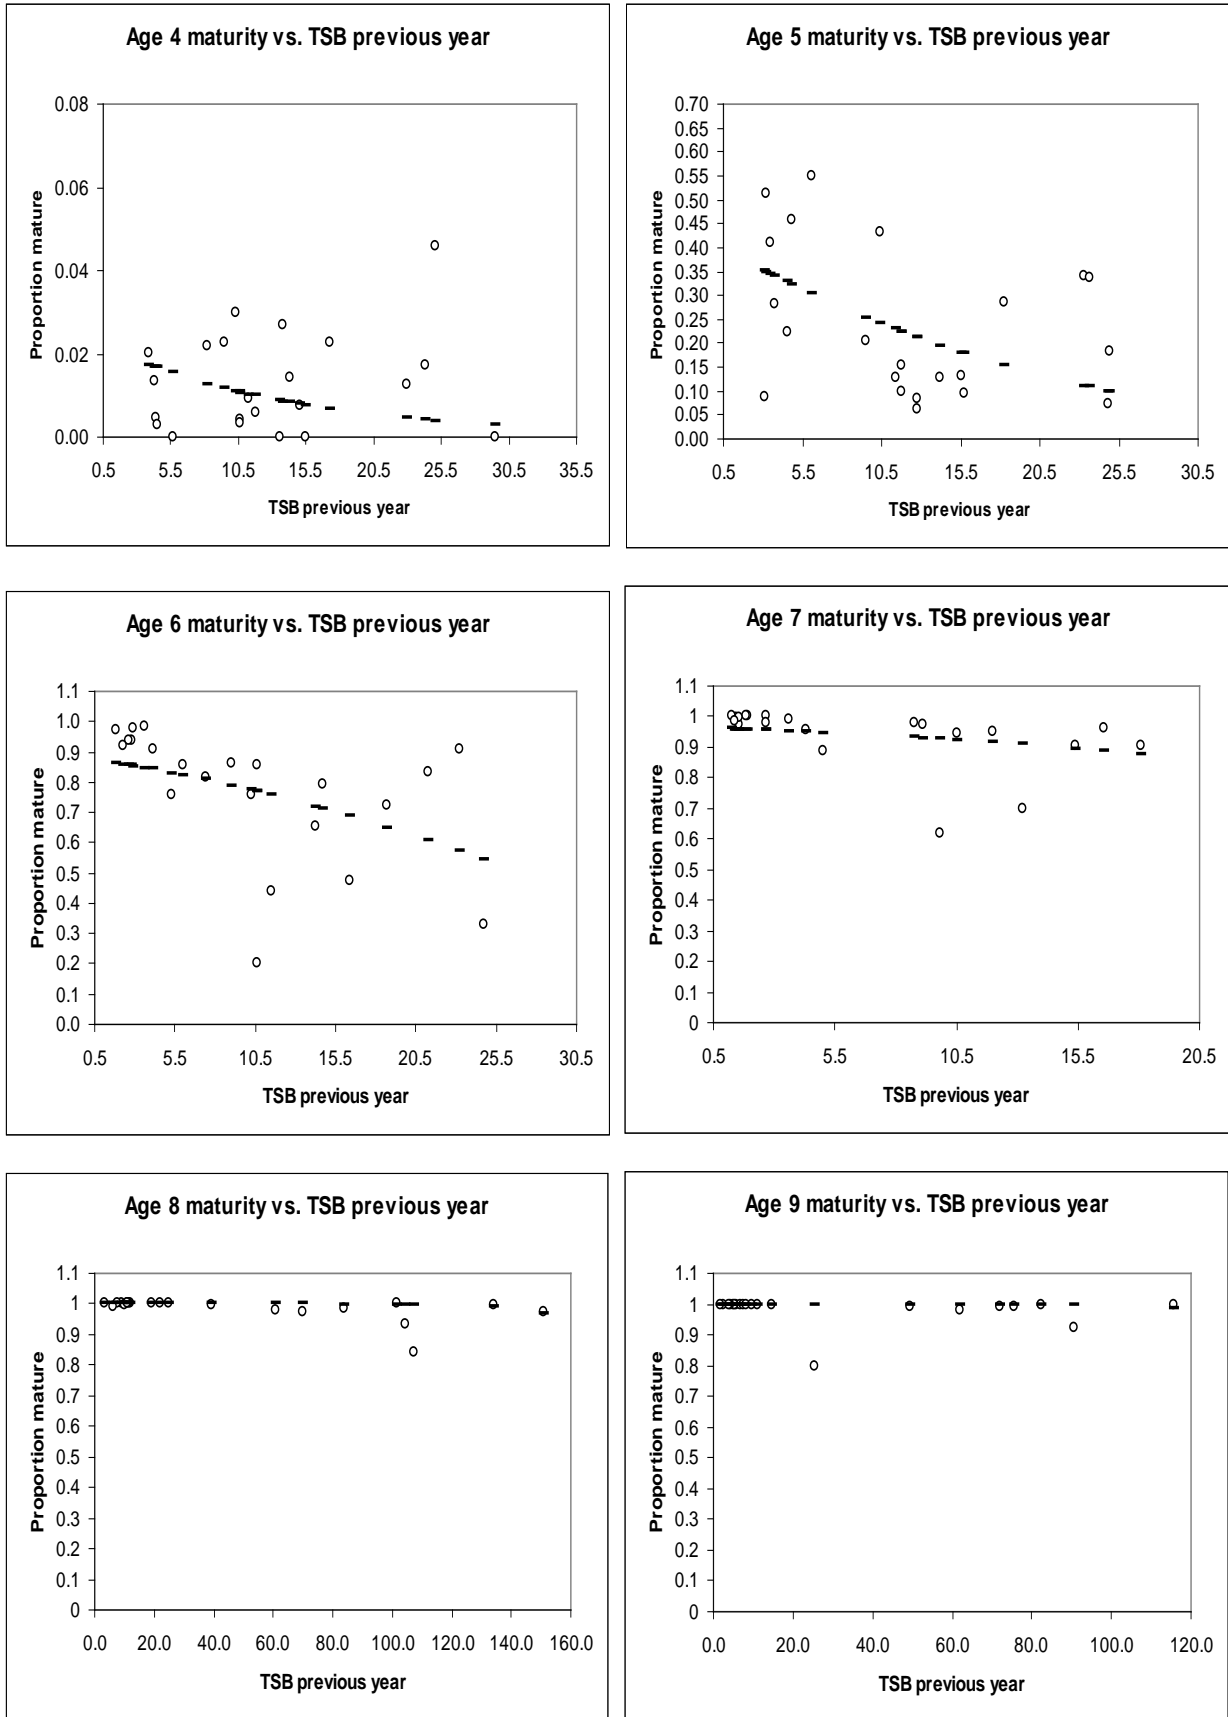 Age 4 maturity vs. TSB previous year
0.08
0.06
0.04
0.02
0.00
Proportion mature
0.5 5.5 10.5 15.5 20.5 25.5 30.5 35.5
TSB previous year
Age 5 maturity vs. TSB previous year
0.70
0.65
0.60
0.55
0.50
0.45
0.40
0.35
0.30
0.25
0.20
0.15
0.10
0.05
0.00
Proportion mature
0.5 5.5 10.5 15.5 20.5 25.5 30.5
TSB previous year
Age 6 maturity vs. TSB previous year
1.1
1.0
0.9
0.8
0.7
0.6
0.5
0.4
0.3
0.2
0.1
0.0
Proportion mature
0.5 5.5 10.5 15.5 20.5 25.5 30.5
TSB previous year
Age 7 maturity vs. TSB previous year
1.1
1
0.9
0.8
0.7
0.6
0.5
0.4
0.3
0.2
0.1
0
Proportion mature
0.5 5.5 10.5 15.5 20.5
TSB previous year
Age 8 maturity vs. TSB previous year
1.1
1
0.9
0.8
0.7
0.6
0.5
0.4
0.3
0.2
0.1
0
Proportion mature
0.0 20.0 40.0 60.0 80.0 100.0 120.0 140.0 160.0
TSB previous year
Age 9 maturity vs. TSB previous year
1.1
1
0.9
0.8
0.7
0.6
0.5
0.4
0.3
0.2
0.1
0
Proportion mature
0.0 20.0 40.0 60.0 80.0 100.0 120.0
TSB previous year